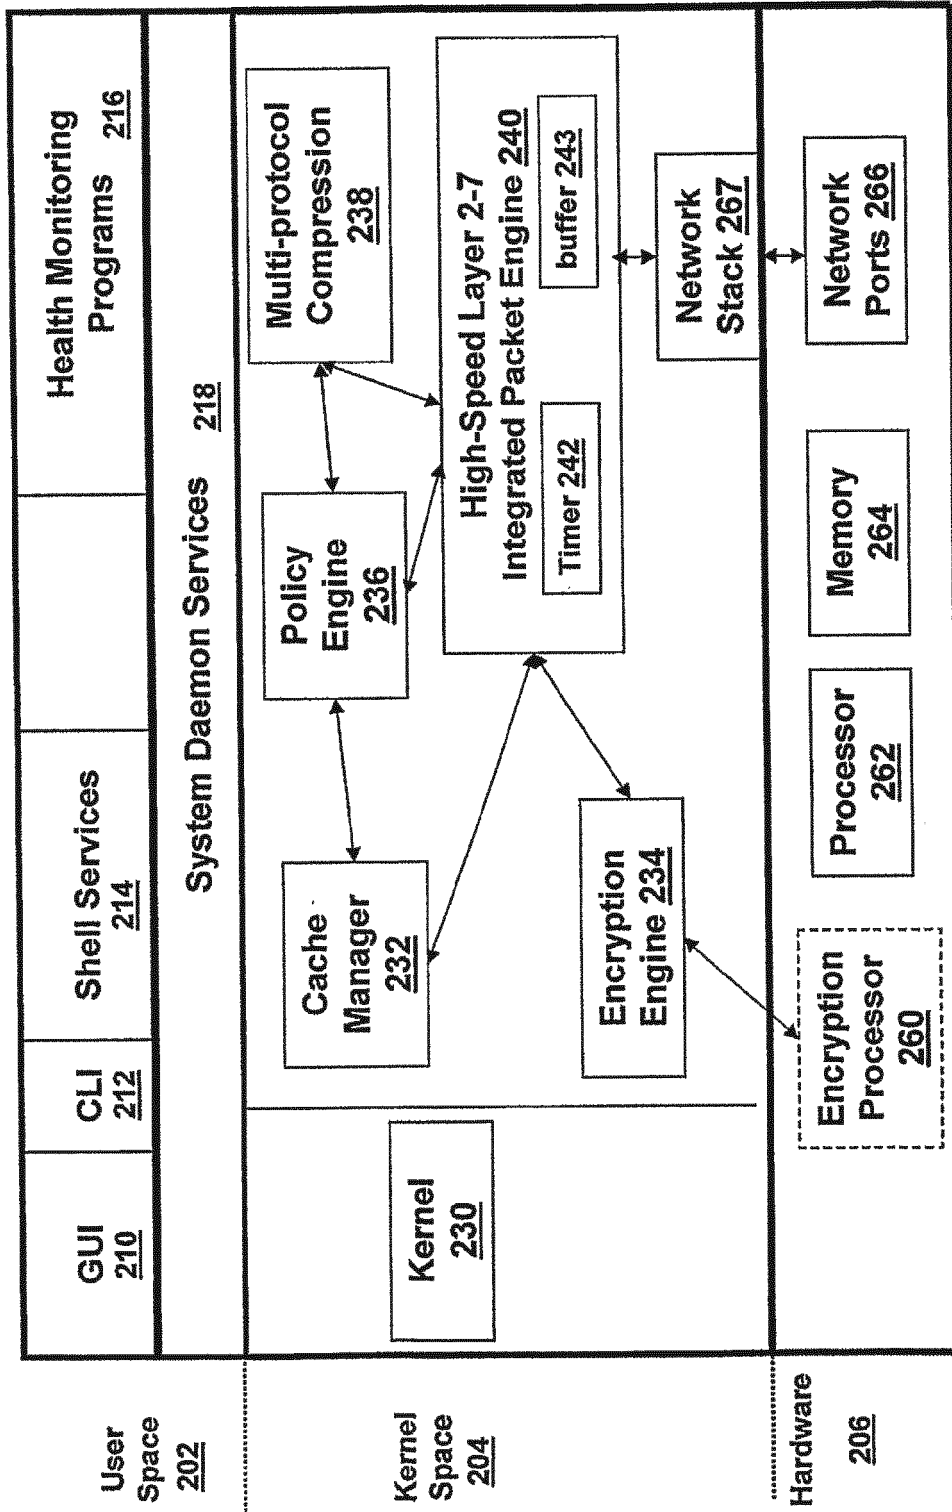 User
Space
202
GUI
210
CLI
212
Shell Services
214
Health Monitoring
Programs 216
System Daemon Services 218
Kernel
Space
204
Kernel
230
Cache
Manager
232
Policy
Engine
236
Multi-protocol
Compression
238
High-Speed Layer 2-7
Integrated Packet Engine 240
Timer 242
buffer 243
Encryption
Engine 234
Network
Stack 267
Hardware
206
Encryption
Processor
260
Processor
262
Memory
264
Network
Ports 266